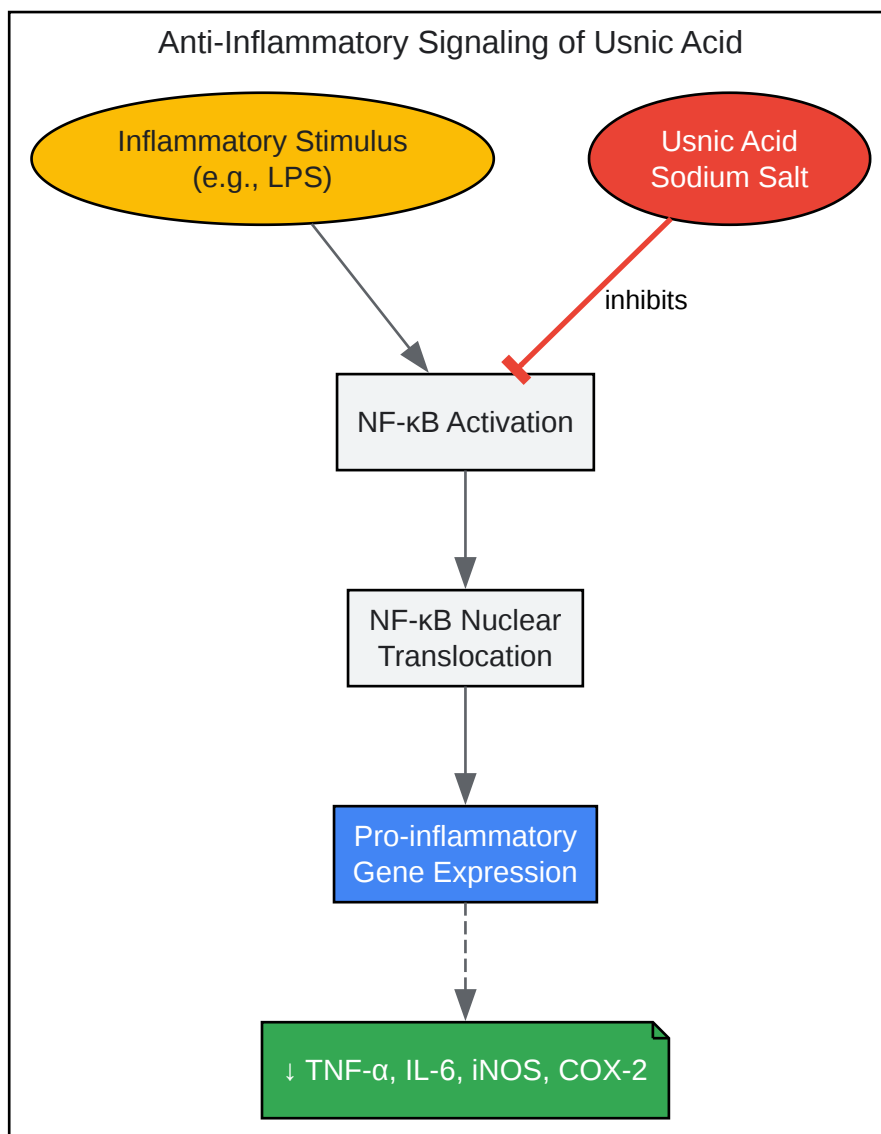 Anti-Inflammatory Signaling of Usnic Acid
Inflammatory Stimulus
(e.g., LPS)
Usnic Acid
Sodium Salt
inhibits
NF-κB Activation
NF-κB Nuclear
Translocation
Pro-inflammatory
Gene Expression
↓ TNF-α, IL-6, iNOS, COX-2